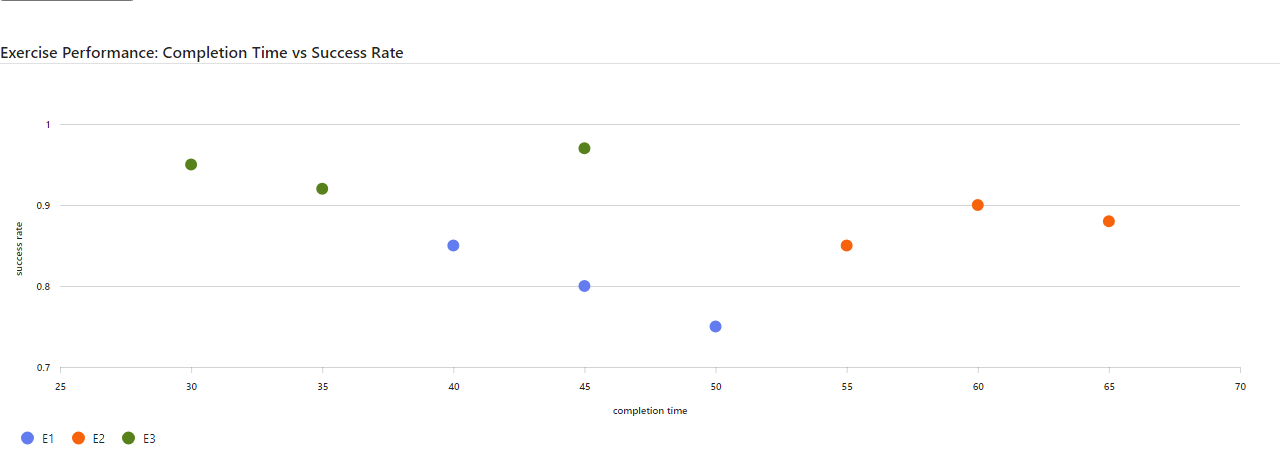 Exercise Performance: Completion Time vs Success Rate
1
0.9
0.8
0.7
success rate
25 30 35 40 45 50 55 60 65 70
completion time
E1 E2 E3